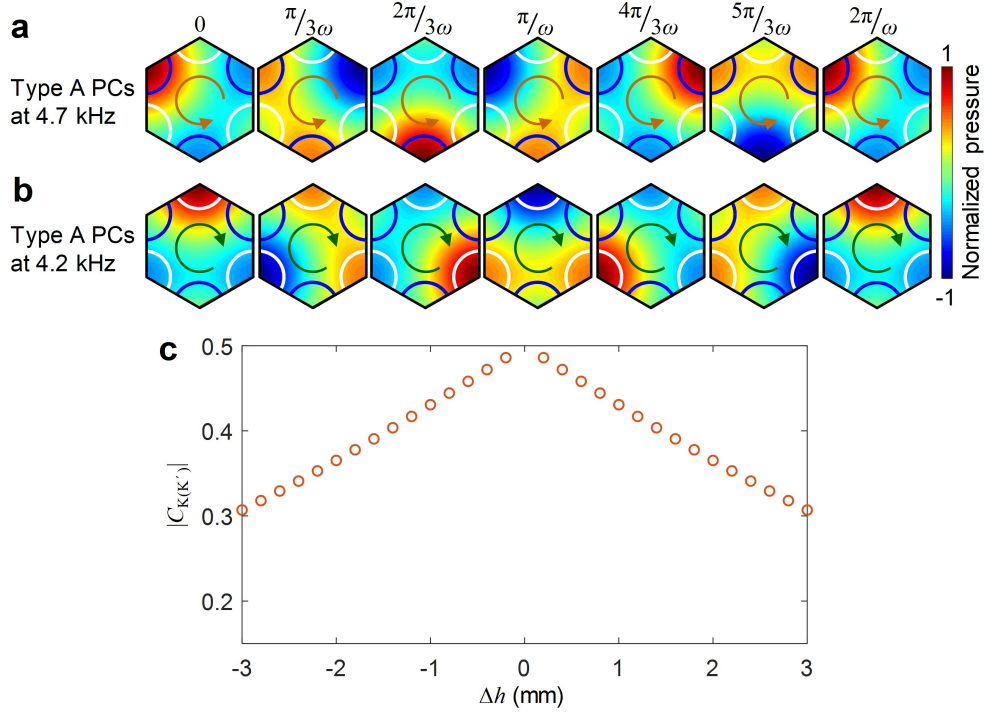 a
0 π/3ω 2π/3ω π/ω 4π/3ω 5π/3ω 2π/ω
Type A PCs
at 4.7 kHz
1
Normalized pressure
-1
b
Type A PCs
at 4.2 kHz
c
0.5
0.4
0.3
0.2
|C_K(K′)|
-3 -2 -1 0 1 2 3
Δh (mm)